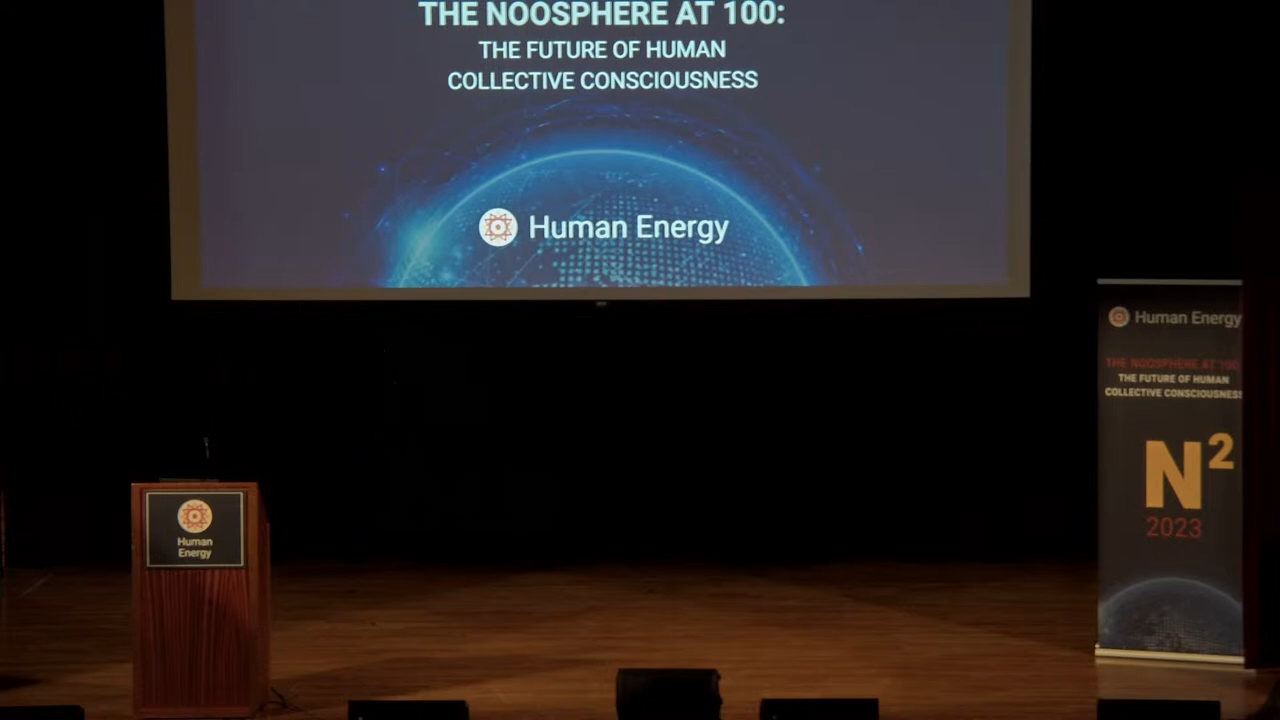 THE NOOSPHERE AT 100:
THE FUTURE OF HUMAN
COLLECTIVE CONSCIOUSNESS
Human Energy
Human Energy
THE NOOSPHERE AT 100
THE FUTURE OF HUMAN
COLLECTIVE CONSCIOUSNESS
N²
2023
Human
Energy